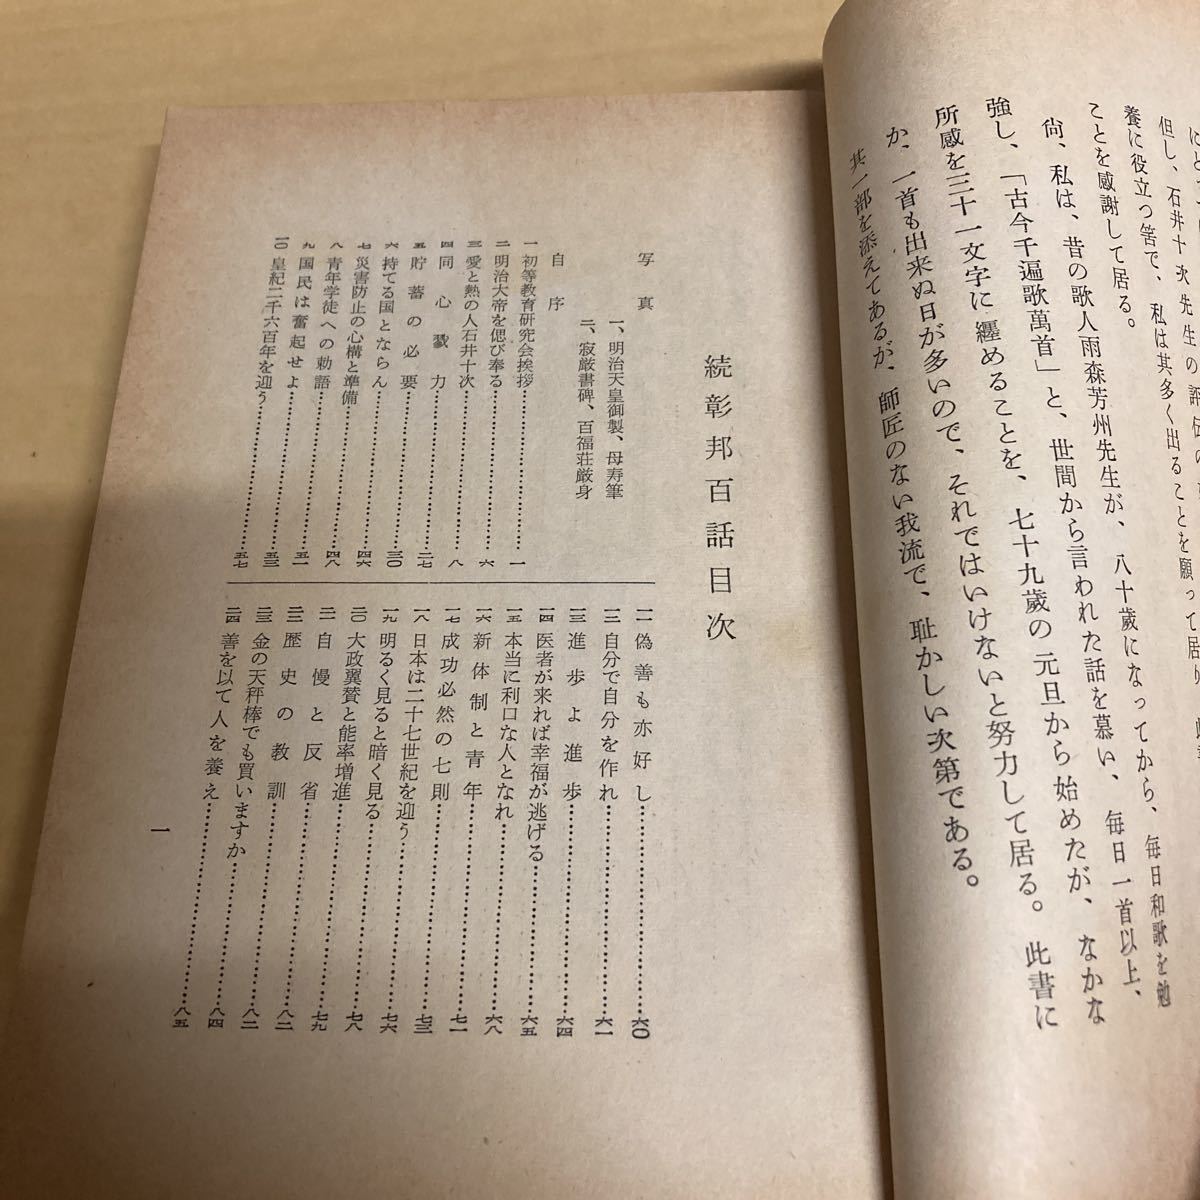 但し、石井十次先生の評伝の
養に役立つ筈で、私は其多く出ることを願って居り、
ことを感謝して居る。
尙、私は、昔の歌人雨森芳州先生が、八十歳になってから、毎日和歌を勉
強し、「古今千遍歌萬首」と、世間から言われた話を慕い、毎日一首以上、
所感を三十一文字に纒めることを、七十九歳の元旦から始めたが、なかな
か、一首も出来ぬ日が多いので、それではいけないと努力して居る。此書に
其一部を添えてあるが、師匠のない我流で、耻かしい次第である。
続彰邦百話目次
写真
一、明治天皇御製、母寿筆
二、寂厳書碑、百福荘厳身
自序
一 初等教育研究会挨拶…………一
二 明治大帝を偲び奉る…………六
三 愛と熱の人石井十次…………八
四 同心戮力…………二七
五 貯蓄の必要…………三〇
六 持てる国とならん…………四六
七 災害防止の心構と準備…………四八
八 青年学徒への勅語…………五一
九 国民は奮起せよ…………五三
一〇 皇紀二千六百年を迎う…………五七
一一 偽善も亦好し…………六〇
一二 自分で自分を作れ…………六一
一三 進歩よ進歩…………六四
一四 医者が来れば幸福が逃げる…………六五
一五 本当に利口な人となれ…………六八
一六 新体制と青年…………七一
一七 成功必然の七則…………七三
一八 日本は二十七世紀を迎う…………七六
一九 明るく見ると暗く見る…………七八
二〇 大政翼賛と能率増進…………七九
二一 自慢と反省…………八二
二二 歴史の教訓…………八二
二三 金の天秤棒でも買いますか…………八四
二四 善を以て人を養え…………八五
一